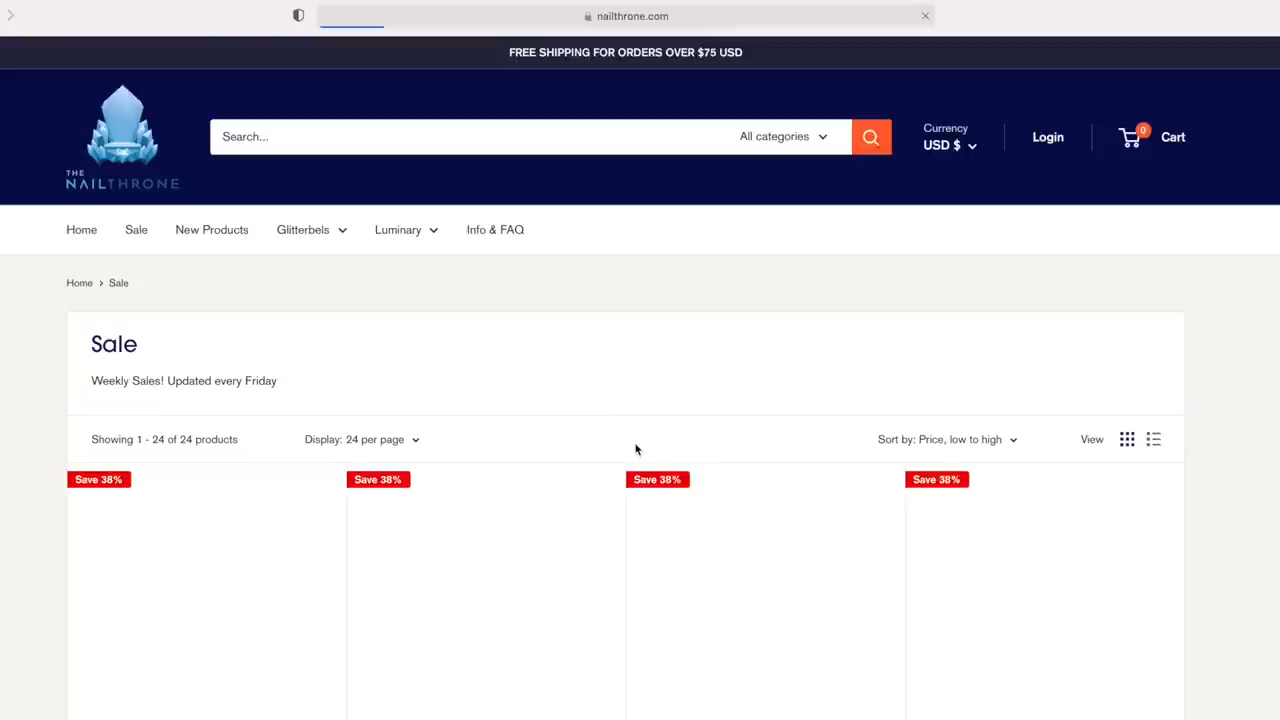 nailthrone.com
FREE SHIPPING FOR ORDERS OVER $75 USD
THE
NAILTHRONE
Search...
All categories
Currency
USD $
Login
0
Cart
Home
Sale
New Products
Glitterbels
Luminary
Info & FAQ
Home
Sale
Sale
Weekly Sales! Updated every Friday
Showing 1 - 24 of 24 products
Display: 24 per page
Sort by: Price, low to high
View
Save 38%
Save 38%
Save 38%
Save 38%